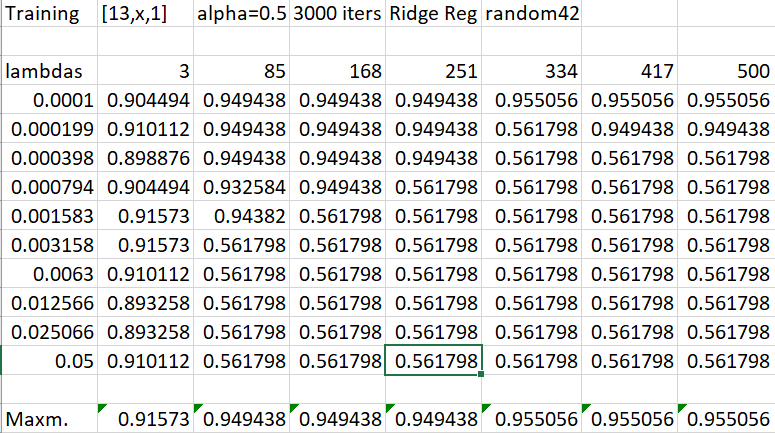 Training [13,x,1] alpha=0.5 3000 iters Ridge Reg random42
lambdas 3 85 168 251 334 417 500
0.0001 0.904494 0.949438 0.949438 0.949438 0.955056 0.955056 0.955056
0.000199 0.910112 0.949438 0.949438 0.949438 0.561798 0.949438 0.949438
0.000398 0.898876 0.949438 0.949438 0.949438 0.561798 0.561798 0.561798
0.000794 0.904494 0.932584 0.949438 0.561798 0.561798 0.561798 0.561798
0.001583 0.91573 0.94382 0.561798 0.561798 0.561798 0.561798 0.561798
0.003158 0.91573 0.561798 0.561798 0.561798 0.561798 0.561798 0.561798
0.0063 0.910112 0.561798 0.561798 0.561798 0.561798 0.561798 0.561798
0.012566 0.893258 0.561798 0.561798 0.561798 0.561798 0.561798 0.561798
0.025066 0.893258 0.561798 0.561798 0.561798 0.561798 0.561798 0.561798
0.05 0.910112 0.561798 0.561798 0.561798 0.561798 0.561798 0.561798
Maxm. 0.91573 0.949438 0.949438 0.949438 0.955056 0.955056 0.955056